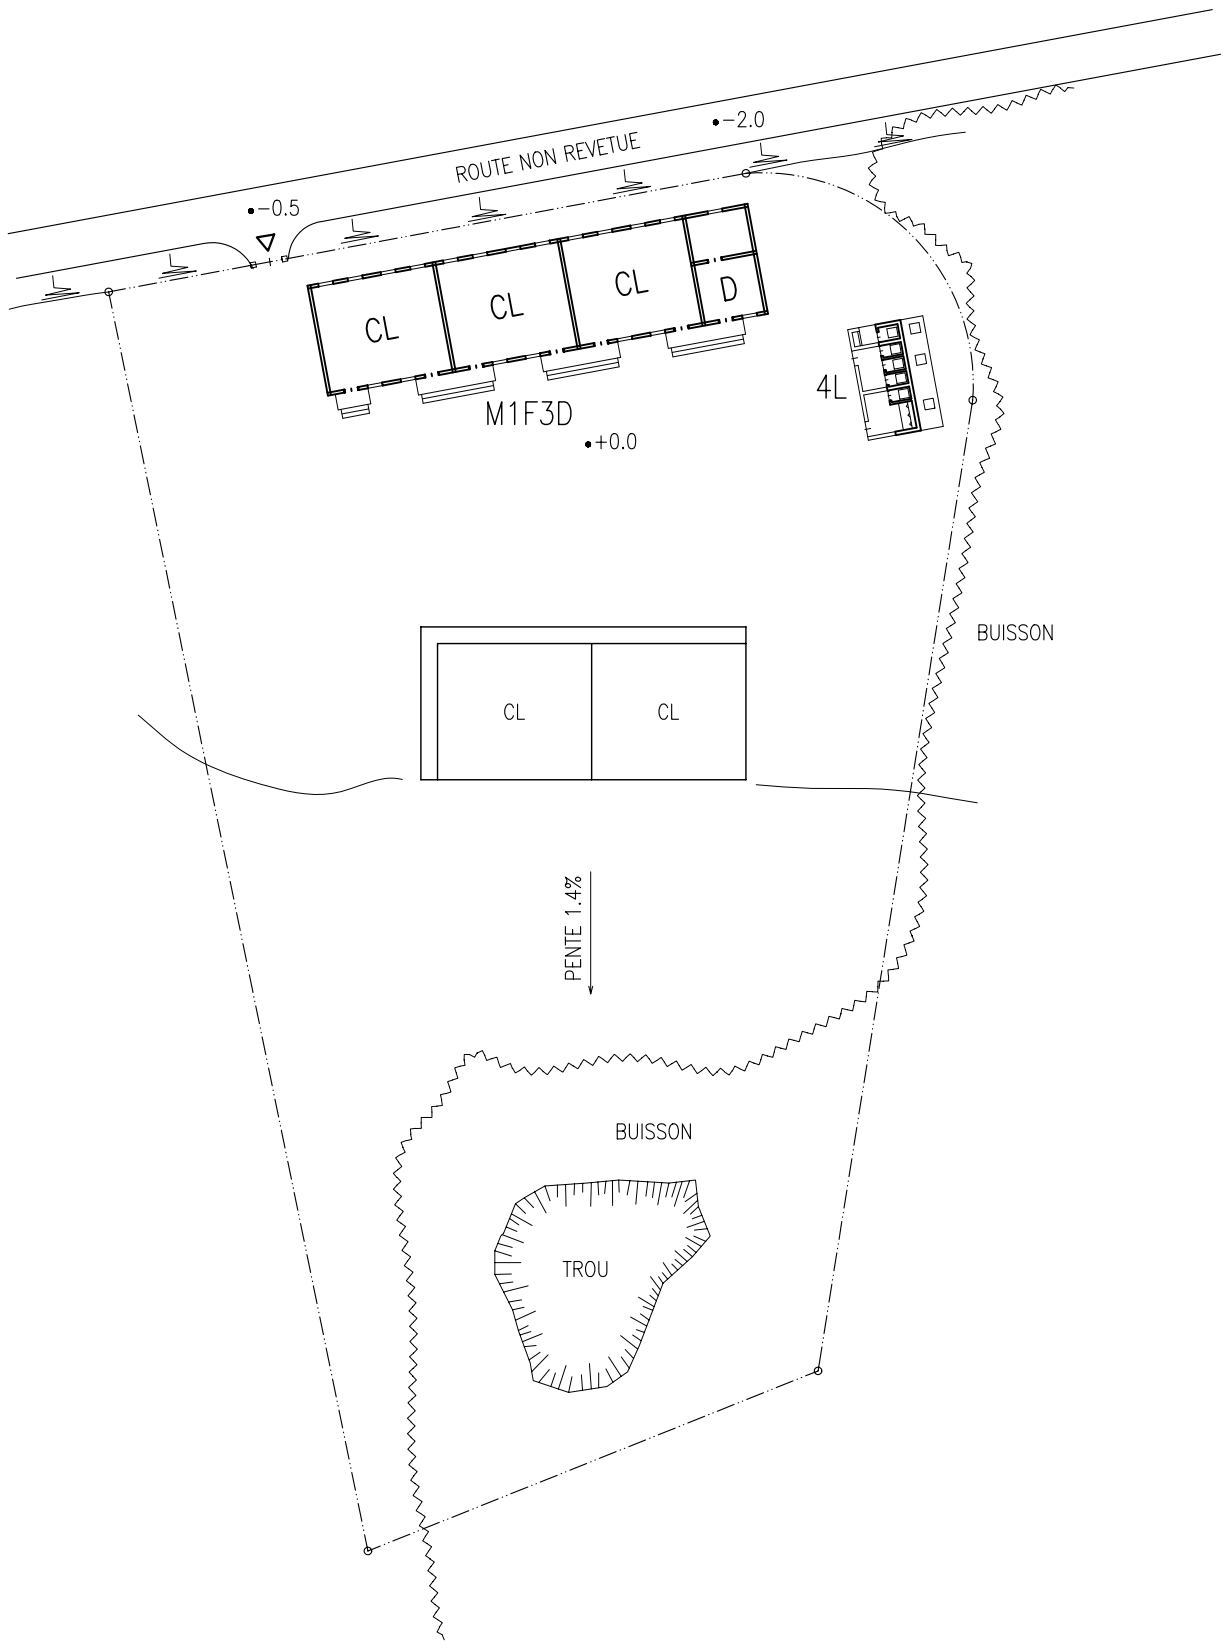 -2.0
ROUTE NON REVETUE
-0.5
CL
CL
CL
D
4L
M1F3D
+0.0
BUISSON
CL
CL
PENTE 1.4%
BUISSON
TROU